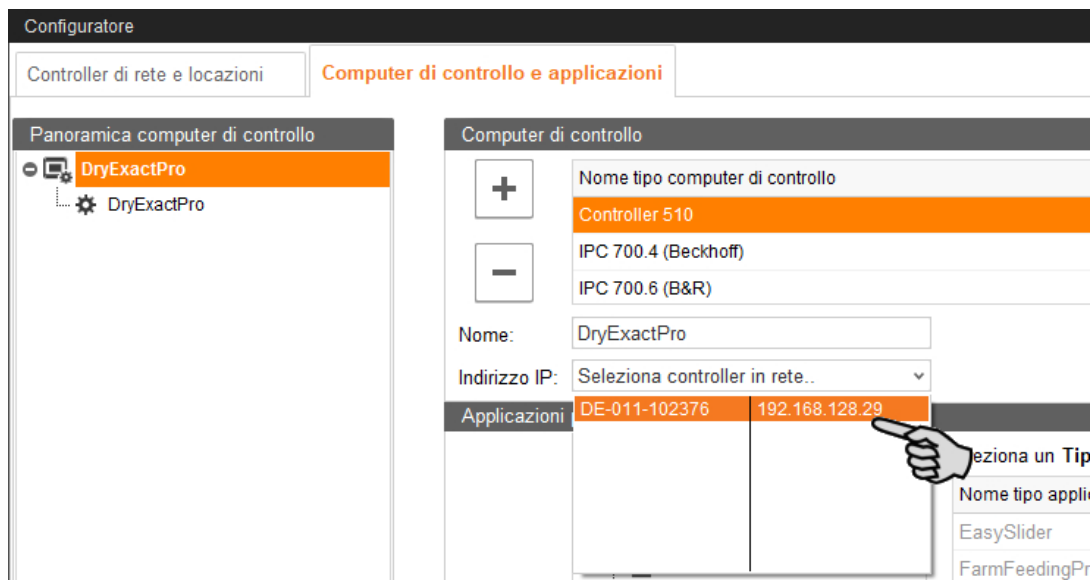 Configuratore
Controller di rete e locazioni
Computer di controllo e applicazioni
Panoramica computer di controllo
DryExactPro
DryExactPro
Computer di controllo
Nome tipo computer di controllo
Controller 510
IPC 700.4 (Beckhoff)
IPC 700.6 (B&R)
Nome: DryExactPro
Indirizzo IP: Seleziona controller in rete..
DE-011-102376 192.168.128.29
Applicazioni
un Tip
Nome tipo appli
EasySlider
FarmFeedingPr